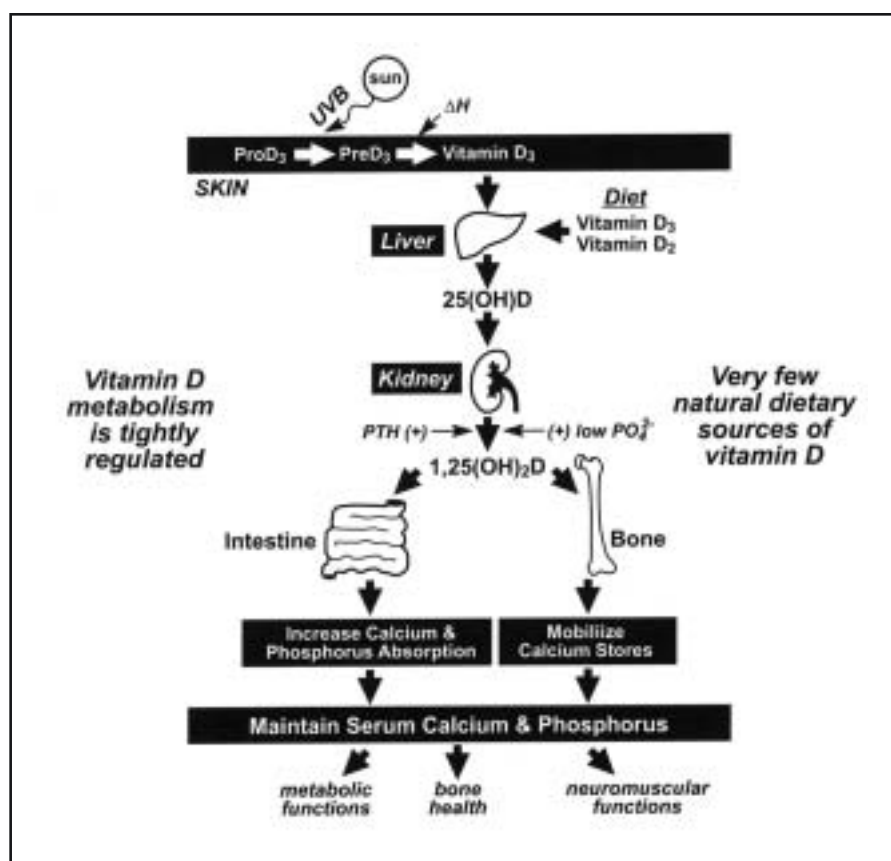 sun
UVB
ΔH
ProD₃ PreD₃ Vitamin D₃
SKIN
Diet
Vitamin D₃
Vitamin D₂
Liver
25(OH)D
Kidney
Vitamin D
metabolism
is tightly
regulated
Very few
natural dietary
sources of
vitamin D
PTH (+) (+) low PO₄³⁻
1,25(OH)₂D
Intestine
Bone
Increase Calcium &
Phosphorus Absorption
Mobiliize
Calcium Stores
Maintain Serum Calcium & Phosphorus
metabolic
functions
bone
health
neuromuscular
functions